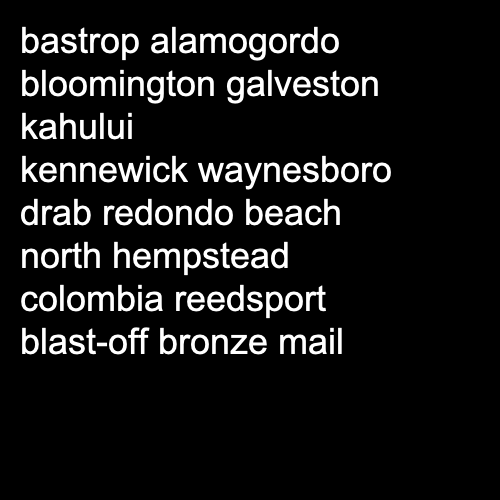 bastrop alamogordo
bloomington galveston
kahului
kennewick waynesboro
drab redondo beach
north hempstead
colombia reedsport
blast-off bronze mail